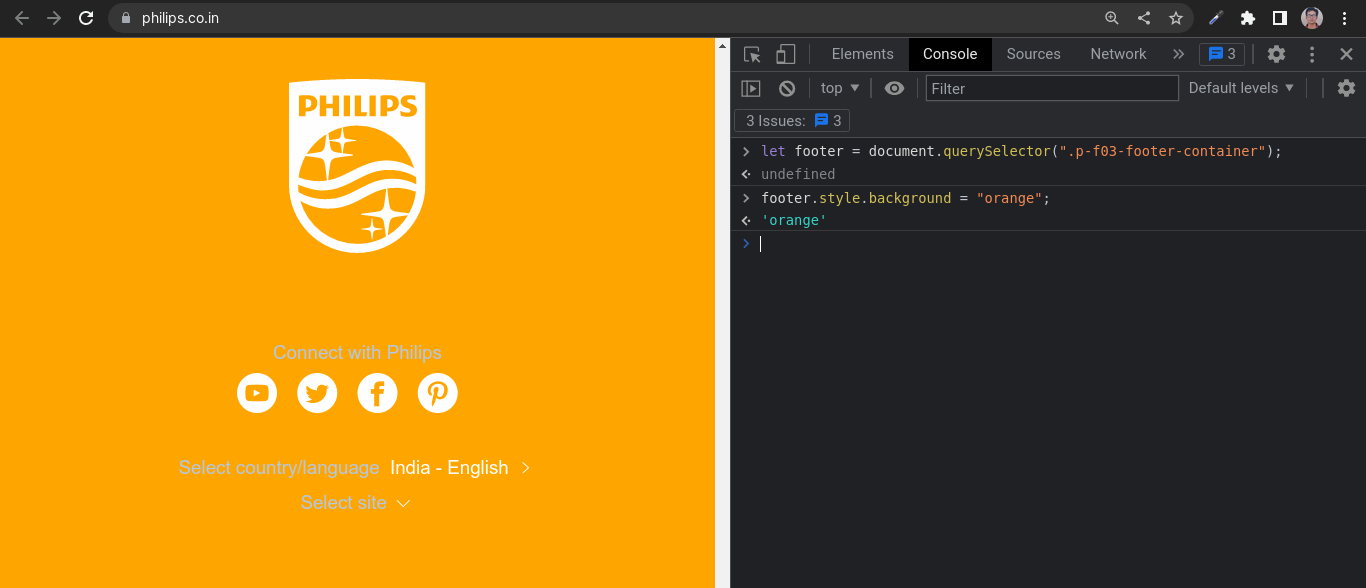 philips.co.in
PHILIPS
Connect with Philips
Select country/language India - English
Select site
Elements Console Sources Network 3
top Filter Default levels
3 Issues: 3
let footer = document.querySelector(".p-f03-footer-container");
undefined
footer.style.background = "orange";
'orange'